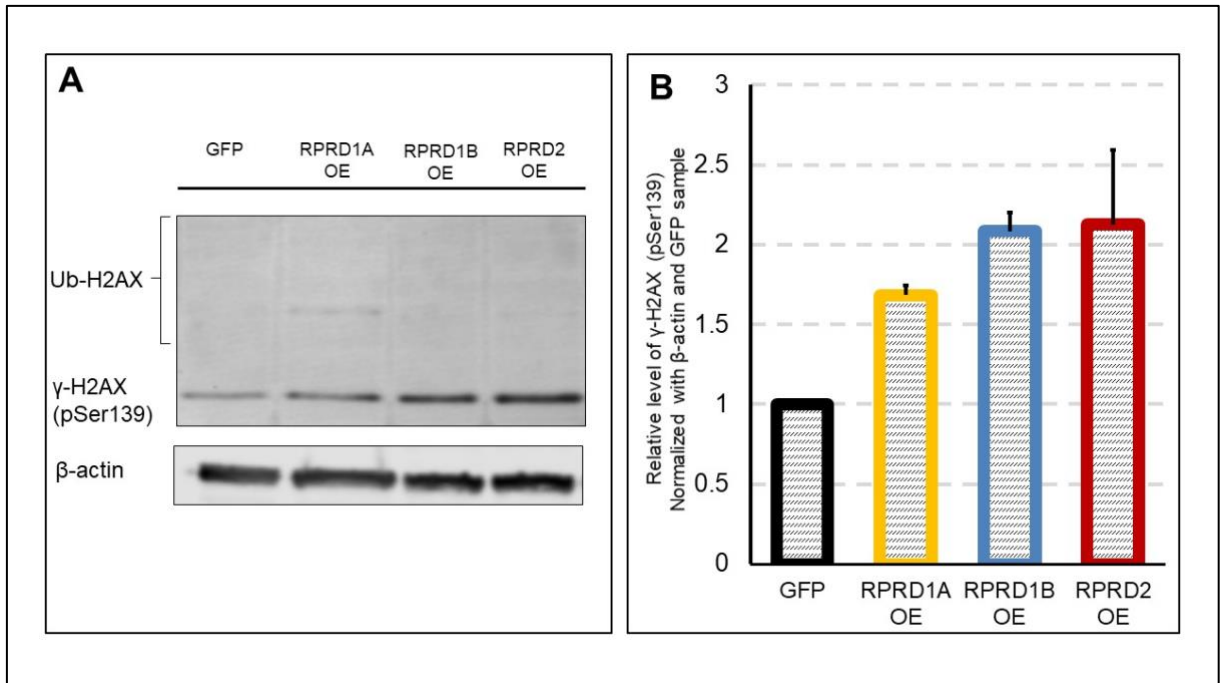 A
GFP
RPRD1A
OE
RPRD1B
OE
RPRD2
OE
Ub-H2AX
γ-H2AX
(pSer139)
β-actin
B
Relative level of γ-H2AX (pSer139)
Normalized with β-actin and GFP sample
3
2.5
2
1.5
1
0.5
0
GFP
RPRD1A
OE
RPRD1B
OE
RPRD2
OE